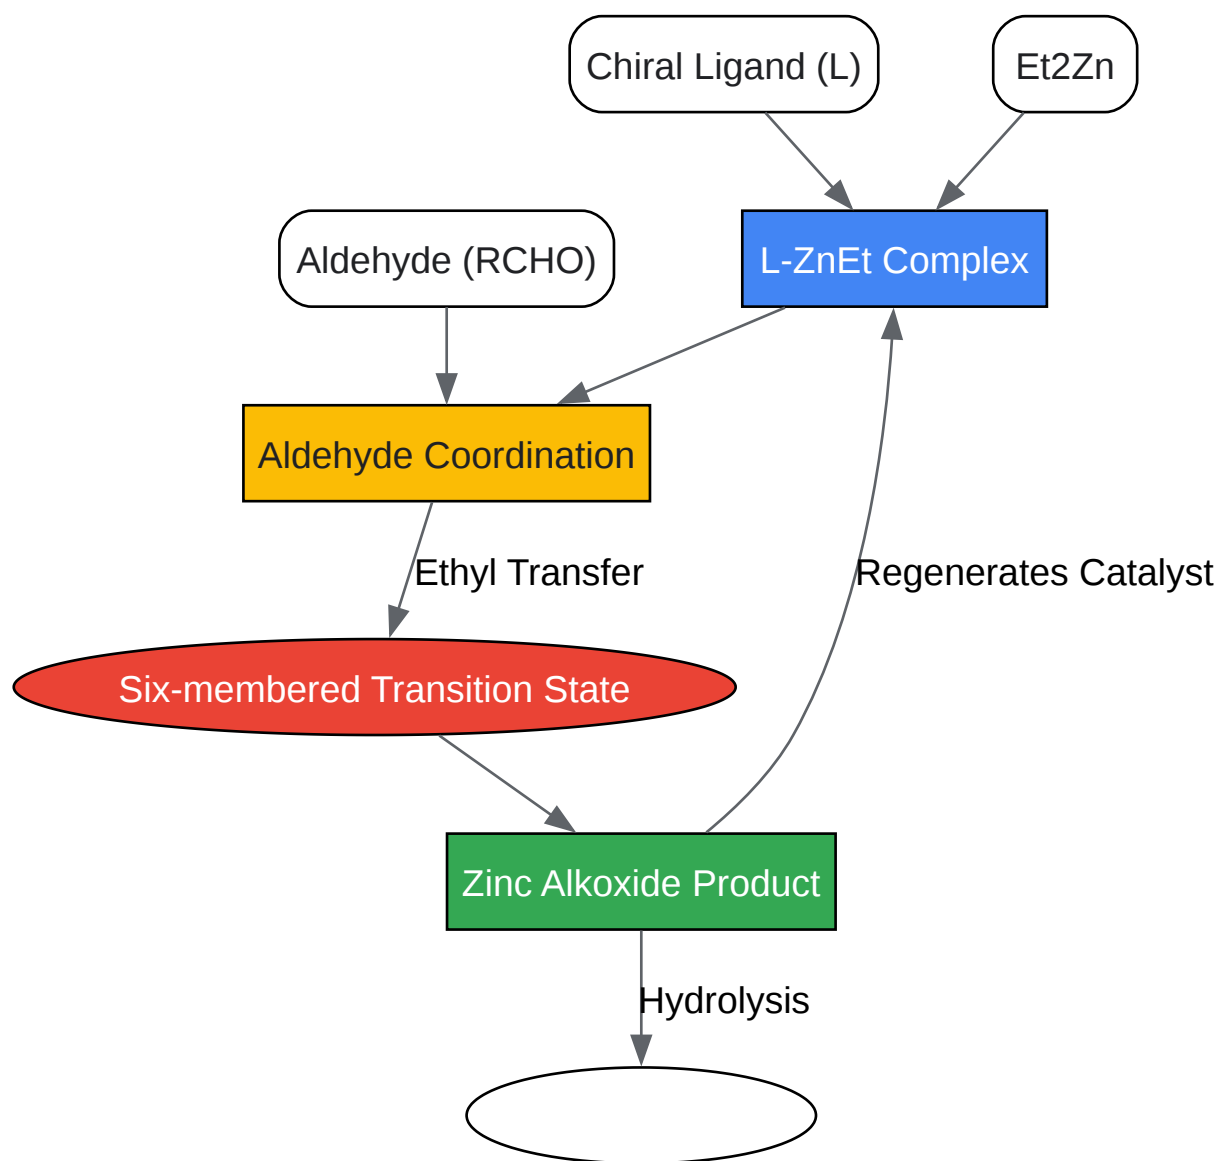 Chiral Ligand (L)
Et2Zn
Aldehyde (RCHO)
L-ZnEt Complex
Aldehyde Coordination
Ethyl Transfer
Regenerates Catalyst
Six-membered Transition State
Zinc Alkoxide Product
Hydrolysis